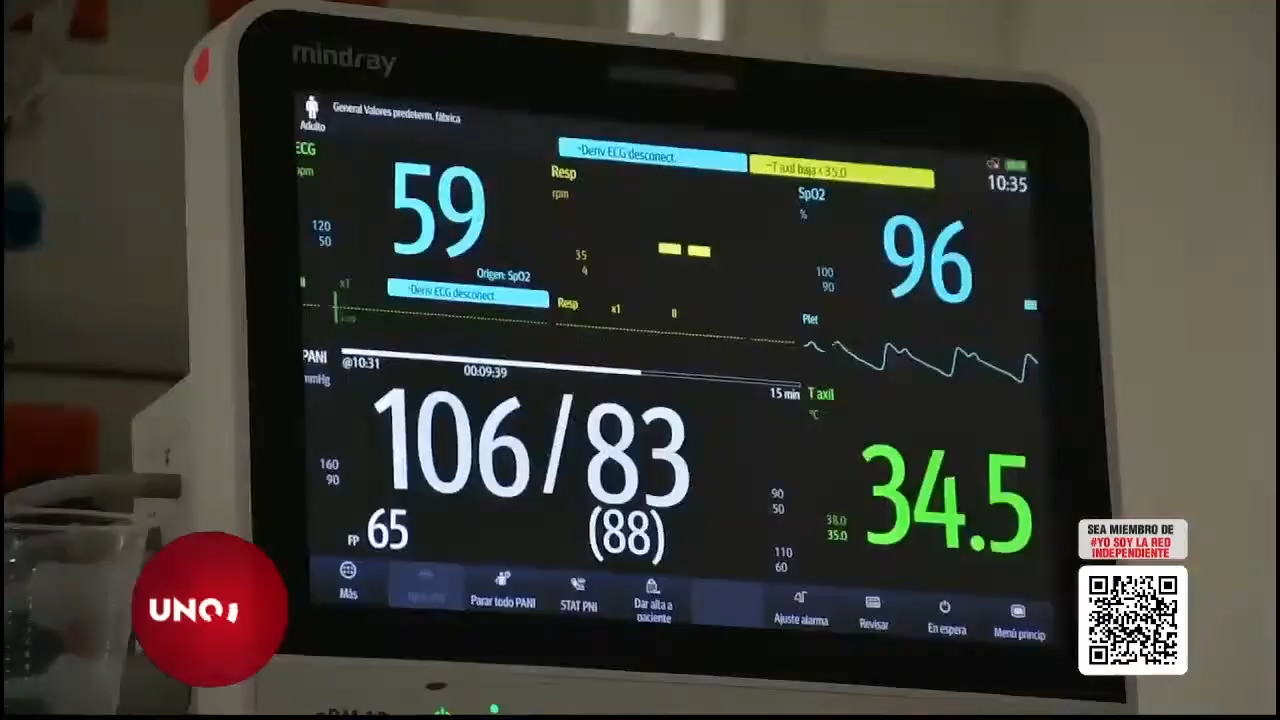 mindray
Adulto
General Valores predeterm. fábrica
-Deriv ECG desconect.
-T axil baja < 35.0
10:35
ECG
bpm
120
50
59
Origen: SpO2
Resp
rpm
35
4
-- 
SpO2
%
100
90
96
II
x1
-Deriv ECG desconect.
Resp
x1
II
Plet
PANI
mmHg
@10:31
00:09:39
15 min
160
90
106/83
(88)
FP 65
90
50
110
60
T axil
°C
38.0
35.0
34.5
Más
Parar todo PANI
STAT PNI
Dar alta a
paciente
Ajuste alarma
Revisar
En espera
Menú princip
UNO
SEA MIEMBRO DE
#YO SOY LA RED
INDEPENDIENTE